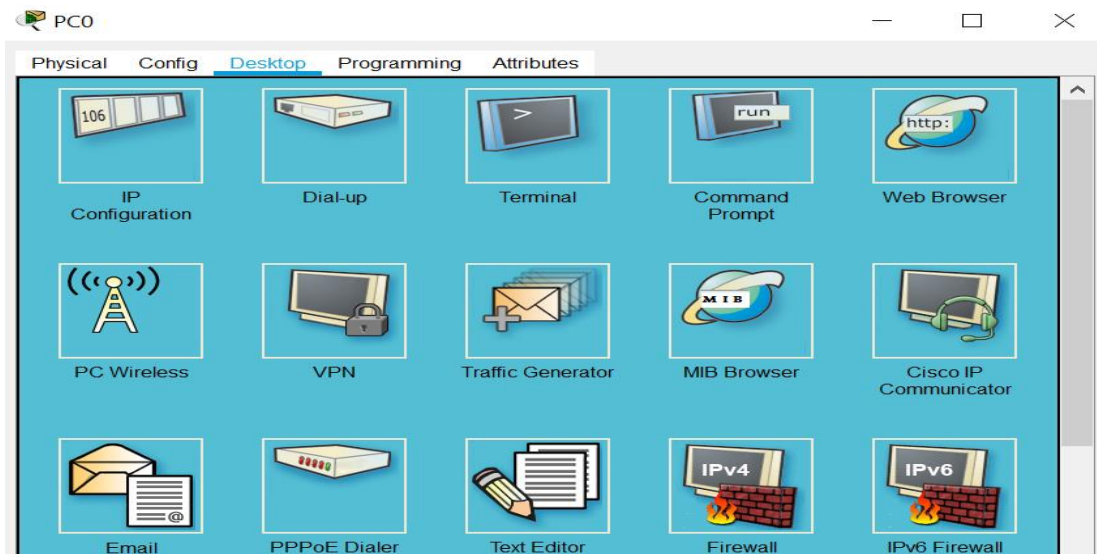 PC0
Physical Config Desktop Programming Attributes
106
>
run
http:
IP
Configuration
Dial-up
Terminal
Command
Prompt
Web Browser
MIB
PC Wireless
VPN
Traffic Generator
MIB Browser
Cisco IP
Communicator
@
IPv4
IPv6
Email
PPPoE Dialer
Text Editor
Firewall
IPv6 Firewall